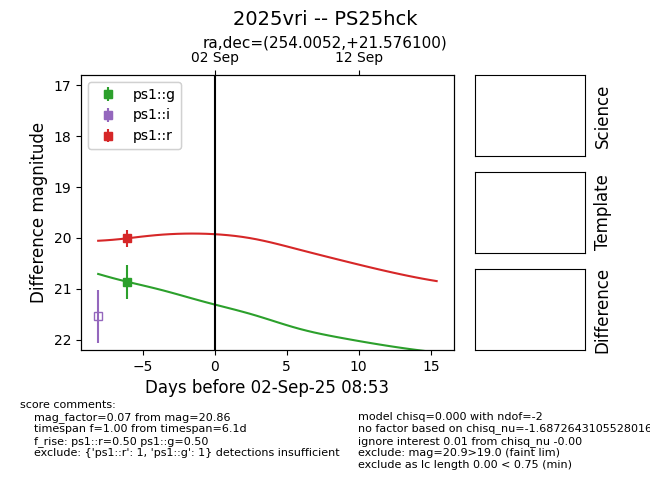 2025vri -- PS25hck
ra,dec=(254.0052,+21.576100)
02 Sep
12 Sep
17
18
19
20
21
22
Difference magnitude
ps1::g
ps1::i
ps1::r
−5
0
5
10
15
Days before 02-Sep-25 08:53
Science
Template
Difference
score comments:
mag_factor=0.07 from mag=20.86
timespan f=1.00 from timespan=6.1d
f_rise: ps1::r=0.50 ps1::g=0.50
exclude: {'ps1::r': 1, 'ps1::g': 1} detections insufficient
model chisq=0.000 with ndof=-2
no factor based on chisq_nu=-1.6872643105528016
ignore interest 0.01 from chisq_nu -0.00
exclude: mag=20.9>19.0 (faint lim)
exclude as lc length 0.00 < 0.75 (min)